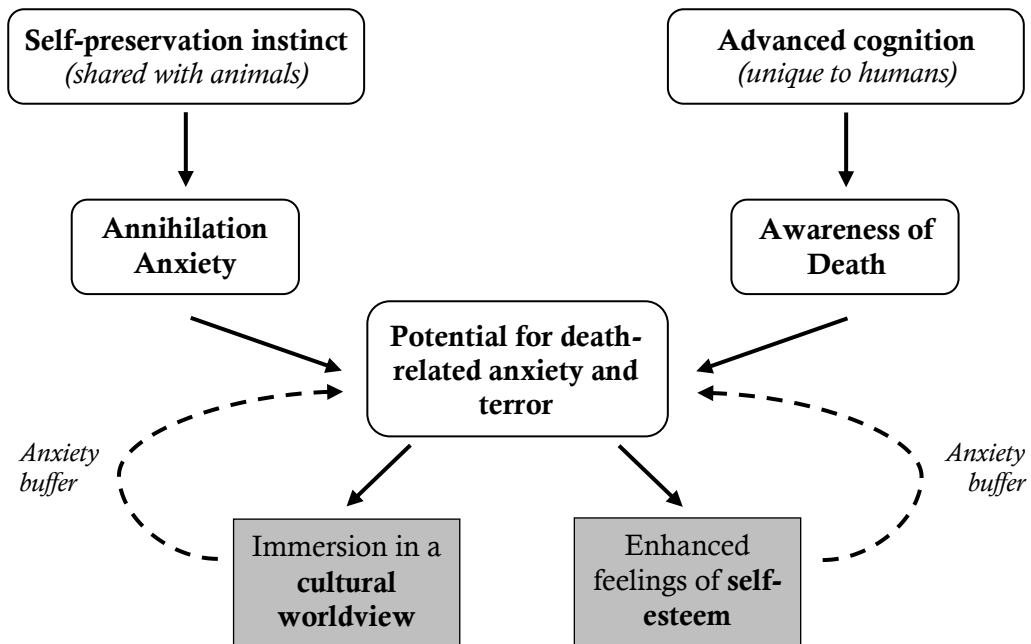 Self-preservation instinct
(shared with animals)
Advanced cognition
(unique to humans)
Annihilation
Anxiety
Awareness of
Death
Potential for death-
related anxiety and
terror
Anxiety
buffer
Anxiety
buffer
Immersion in a
cultural
worldview
Enhanced
feelings of self-
esteem